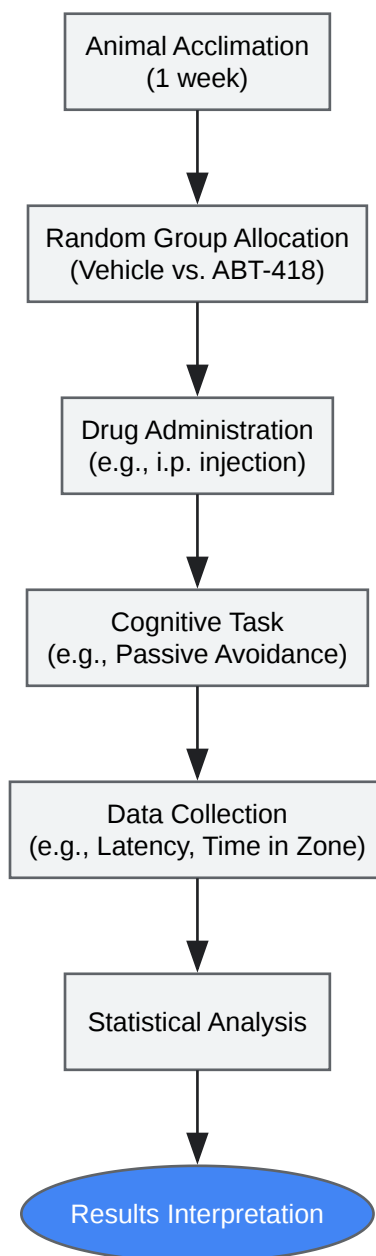 Animal Acclimation
(1 week)
Random Group Allocation
(Vehicle vs. ABT-418)
Drug Administration
(e.g., i.p. injection)
Cognitive Task
(e.g., Passive Avoidance)
Data Collection
(e.g., Latency, Time in Zone)
Statistical Analysis
Results Interpretation